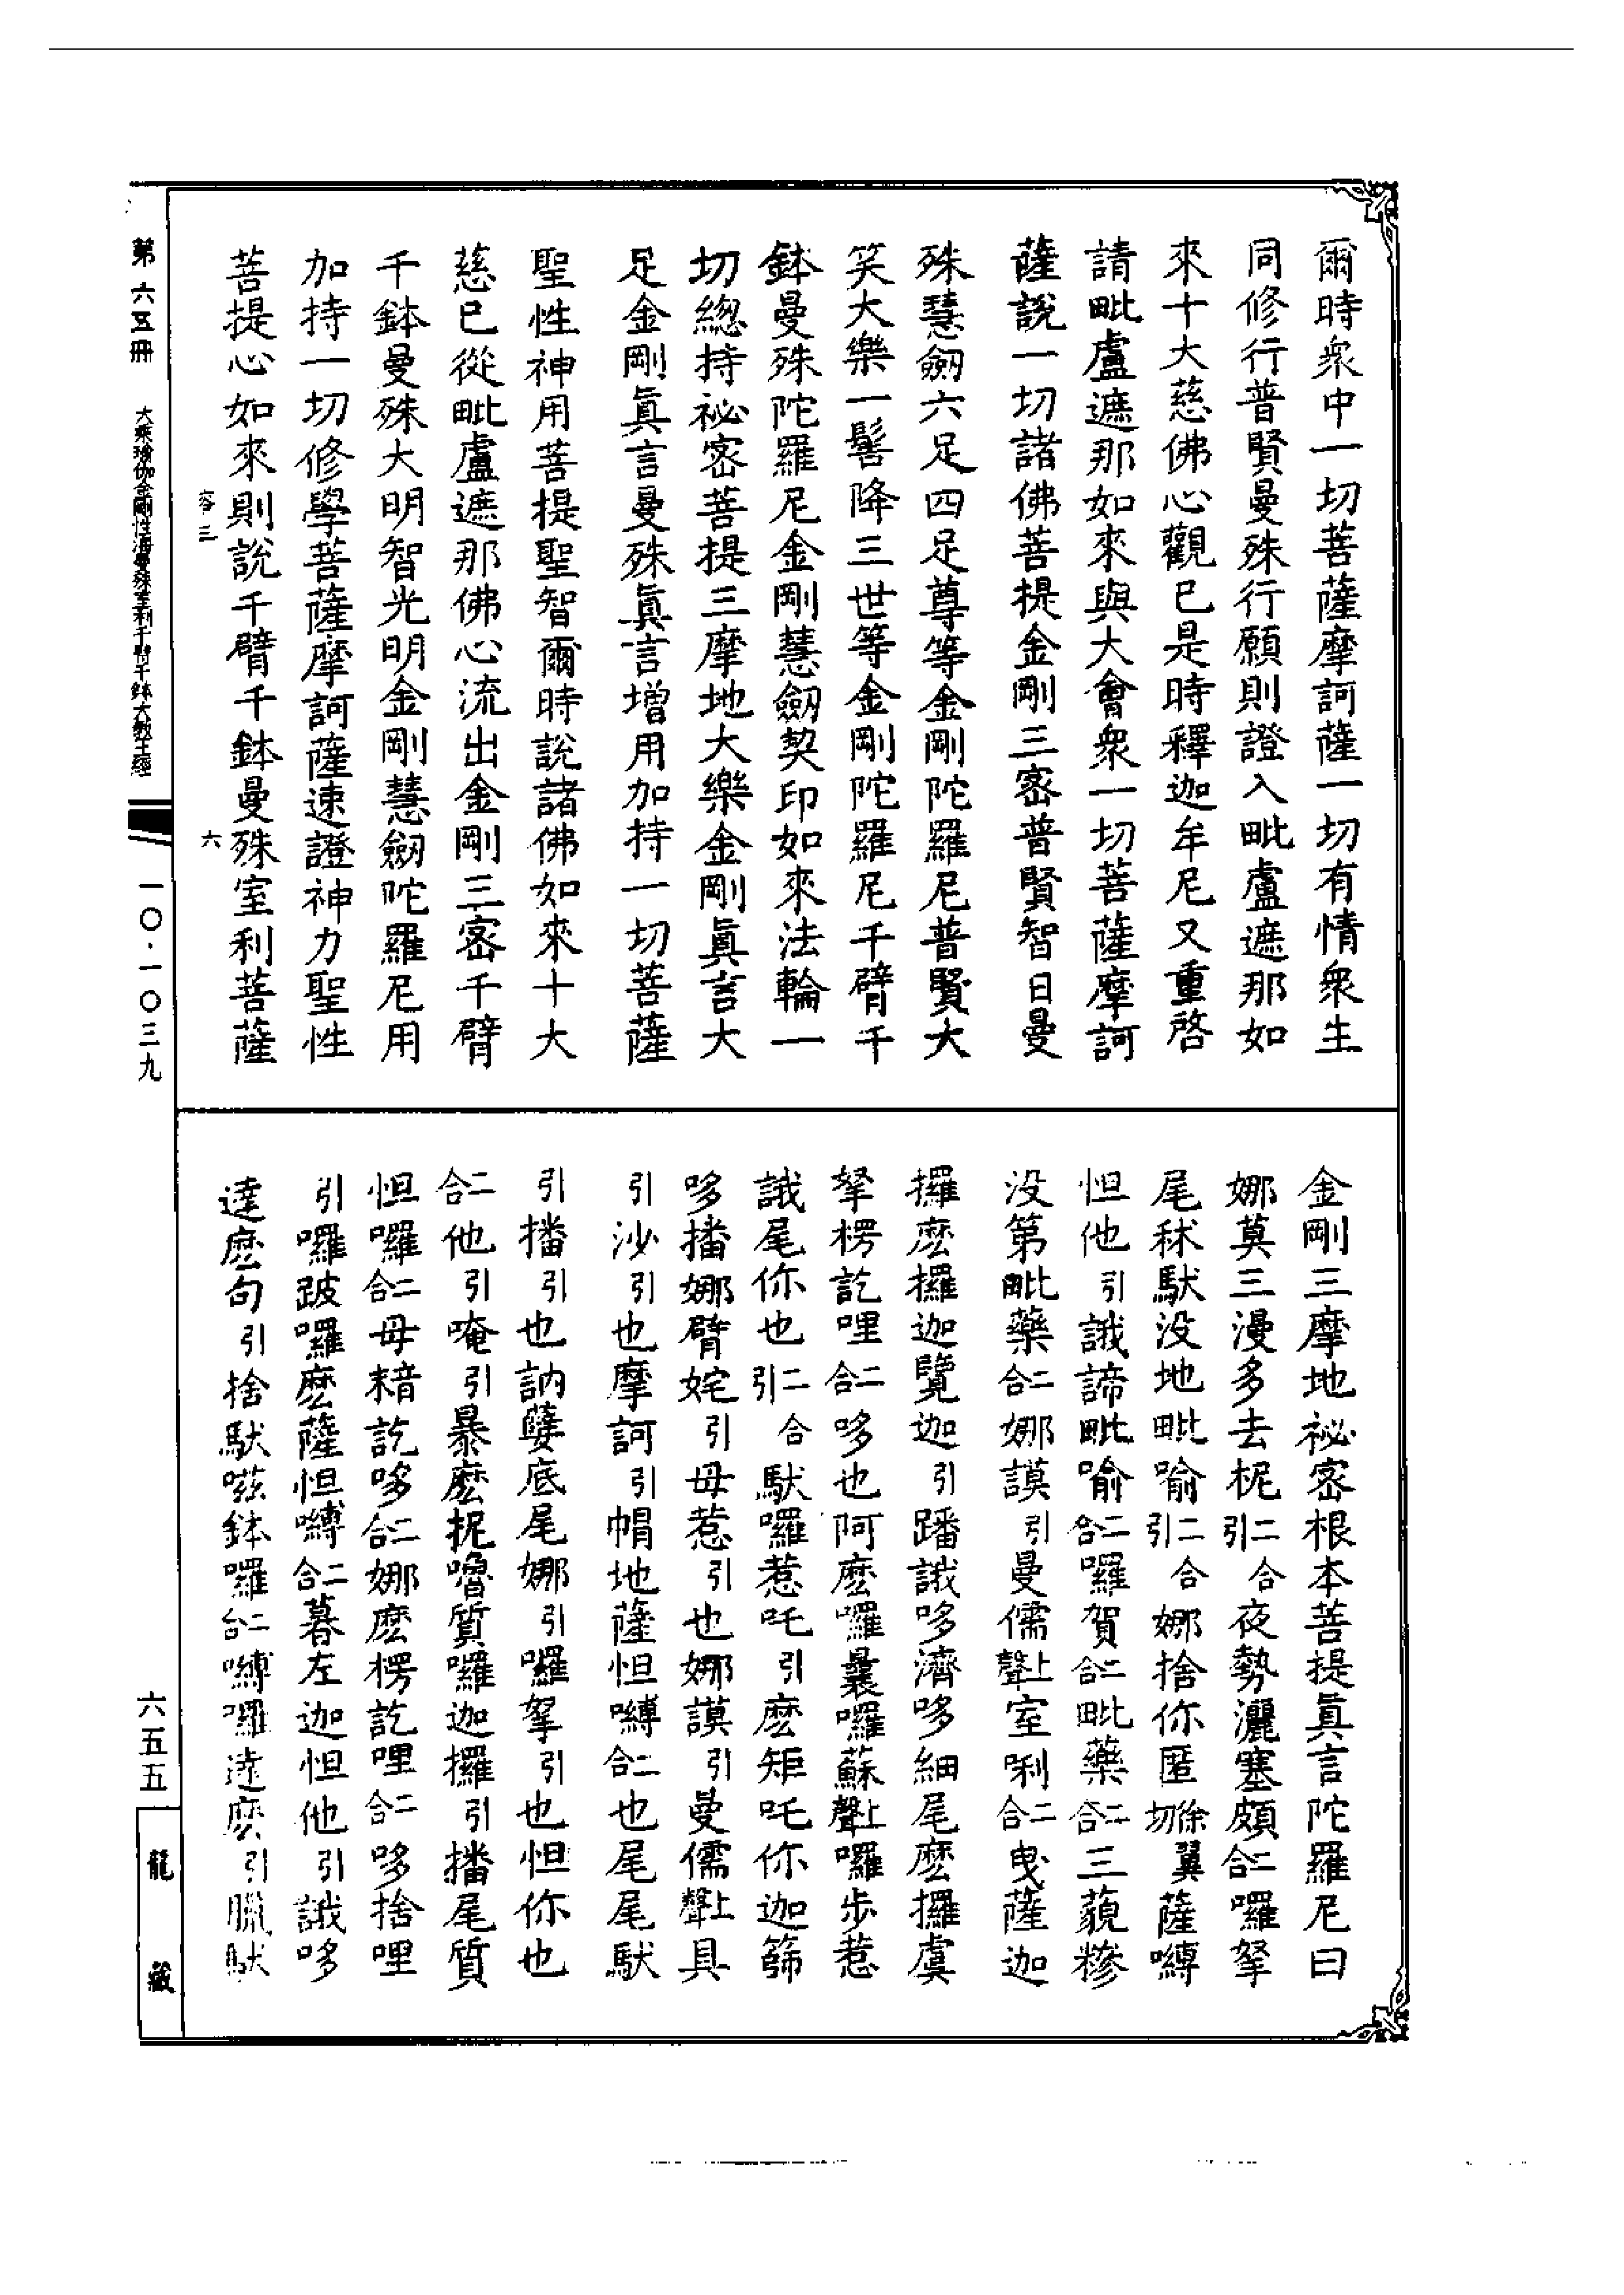 爾時衆中一切菩薩摩訶薩一切有情衆生
同修行普賢曼殊行願則證入毗盧遮那如
來十大慈佛心觀已是時釋迦牟尼又重啓
請毗盧遮那如來與大會衆一切菩薩摩訶
薩說一切諸佛菩提金剛三密普賢智日曼
殊慧劒六足四足尊等金剛陀羅尼普賢大
笑大樂一髻降三世等金剛陀羅尼千臂千
鉢曼殊陀羅尼金剛慧劒契印如來法輪一
切緫持祕密菩提三摩地大樂金剛眞言大
足金剛眞言曼殊眞言增用加持一切菩薩
聖性神用菩提聖智爾時說諸佛如來十大
慈已從毗盧遮那佛心流出金剛三密千臂
千鉢曼殊大明智光明金剛慧劒陀羅尼用
加持一切修學菩薩摩訶薩速證神力聖性
菩提心如來則說千臂千鉢曼殊室利菩薩
金剛三摩地祕密根本菩提眞言陀羅尼曰
娜莫三漫多去柅二合引夜勢灑塞頗二合囉拏
尾秫馱没地毗喻二合引娜捨你匿徐翼切薩嚩
怛他引誐諦毗喻二合囉賀二合毗藥二合三藐糝
没第毗藥二合娜謨引曼儒上聲室唎二合曳薩迦
攞麽攞迦覽迦引蹯誐哆濟哆細尾麽攞虞
拏楞訖哩二合哆也阿麽囉曩囉蘇上聲囉步惹
誐尾你也二合引馱囉惹吒引麽矩吒你迦篩
哆播娜臂姹引母惹引也娜謨引曼儒上聲具
引沙引也摩訶引帽地薩怛嚩二合也尾尾馱
引播引也訥孽底尾娜引囉拏引也怛你也
二合他引唵引暴麽抳嚕質囉迦攞引播尾質
怛囉二合母𥻘訖哆二合娜麽楞訖哩二合哆捨哩
引囉跛囉麽薩怛嚩二合暮左迦怛他引誐哆
達麽句引捨馱嗞鉢囉二合嚩囉達麽引臘馱
第六五冊　大乘瑜伽金剛性海曼殊室利千臂千鉢大教王經
容三
六
一〇·一〇三九
六五五
龍藏